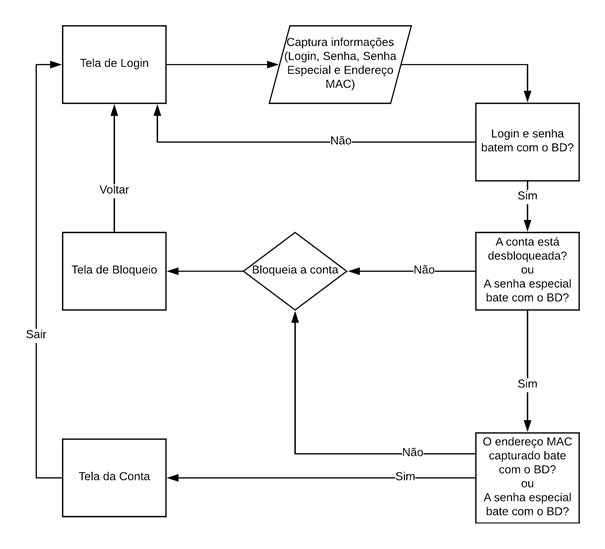 Tela de Login
Captura informações
(Login, Senha, Senha
Especial e Endereço
MAC)
Login e senha
batem com o BD?
Não
Sim
Voltar
A conta está
desbloqueada?
ou
A senha especial
bate com o BD?
Não
Bloqueia a conta
Tela de Bloqueio
Sair
Sim
O endereço MAC
capturado bate
com o BD?
ou
A senha especial
bate com o BD?
Não
Sim
Tela da Conta